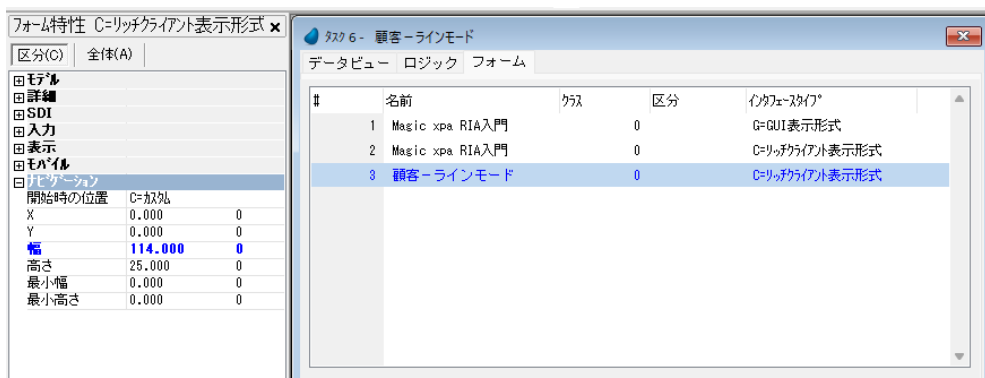 フォーム特性 C=リッチクライアント表示形式 x
区分(C) 全体(A)
モデル
詳細
SDI
入力
表示
モバイル
ナビゲーション
開始時の位置 C=カスタム
X 0.000 0
Y 0.000 0
幅 114.000 0
高さ 25.000 0
最小幅 0.000 0
最小高さ 0.000 0
タスク 6 - 顧客－ラインモード
データビュー ロジック フォーム
# 名前 クラス 区分 インタフェースタイプ
1 Magic xpa RIA入門 0 G=GUI表示形式
2 Magic xpa RIA入門 0 C=リッチクライアント表示形式
3 顧客－ラインモード 0 C=リッチクライアント表示形式